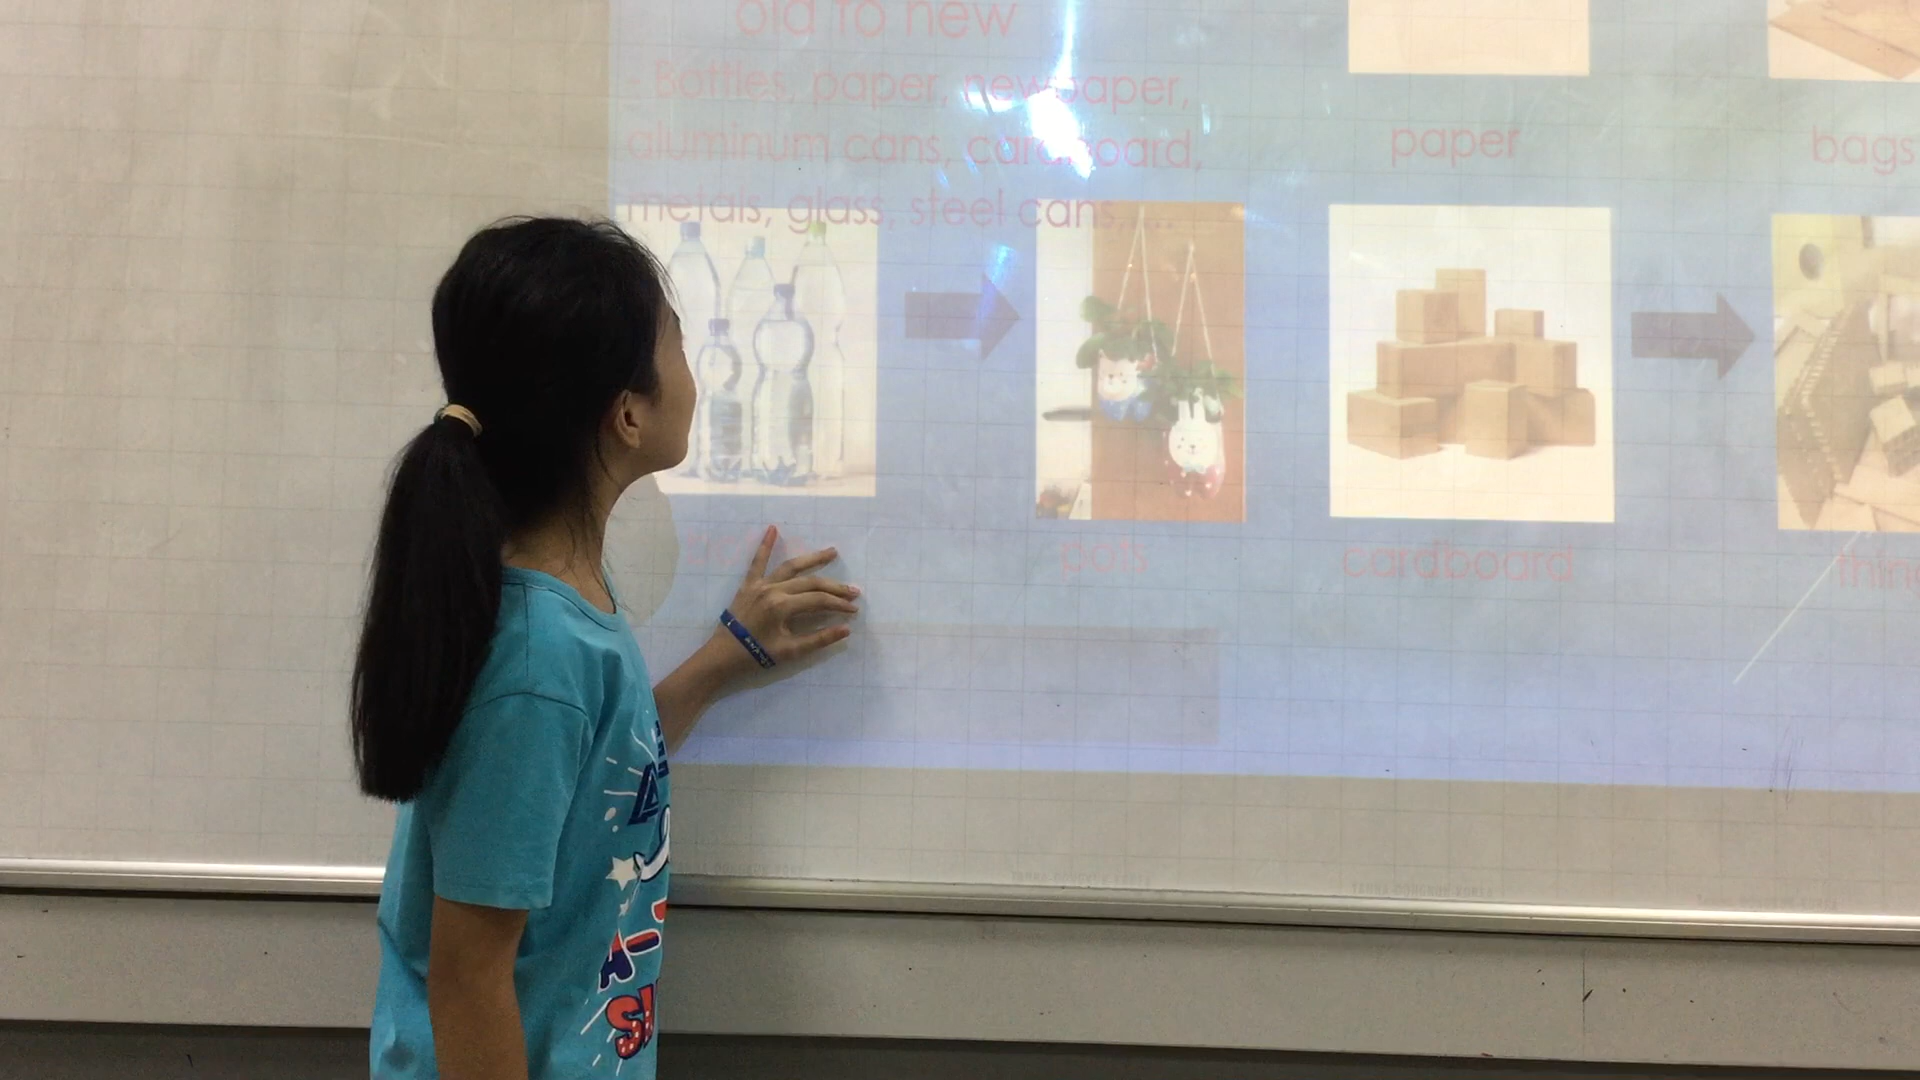 old to new
- Bottles, paper, newspaper,
aluminum cans, cardboard,
metals, glass, steel cans....
paper
bags
pots
cardboard